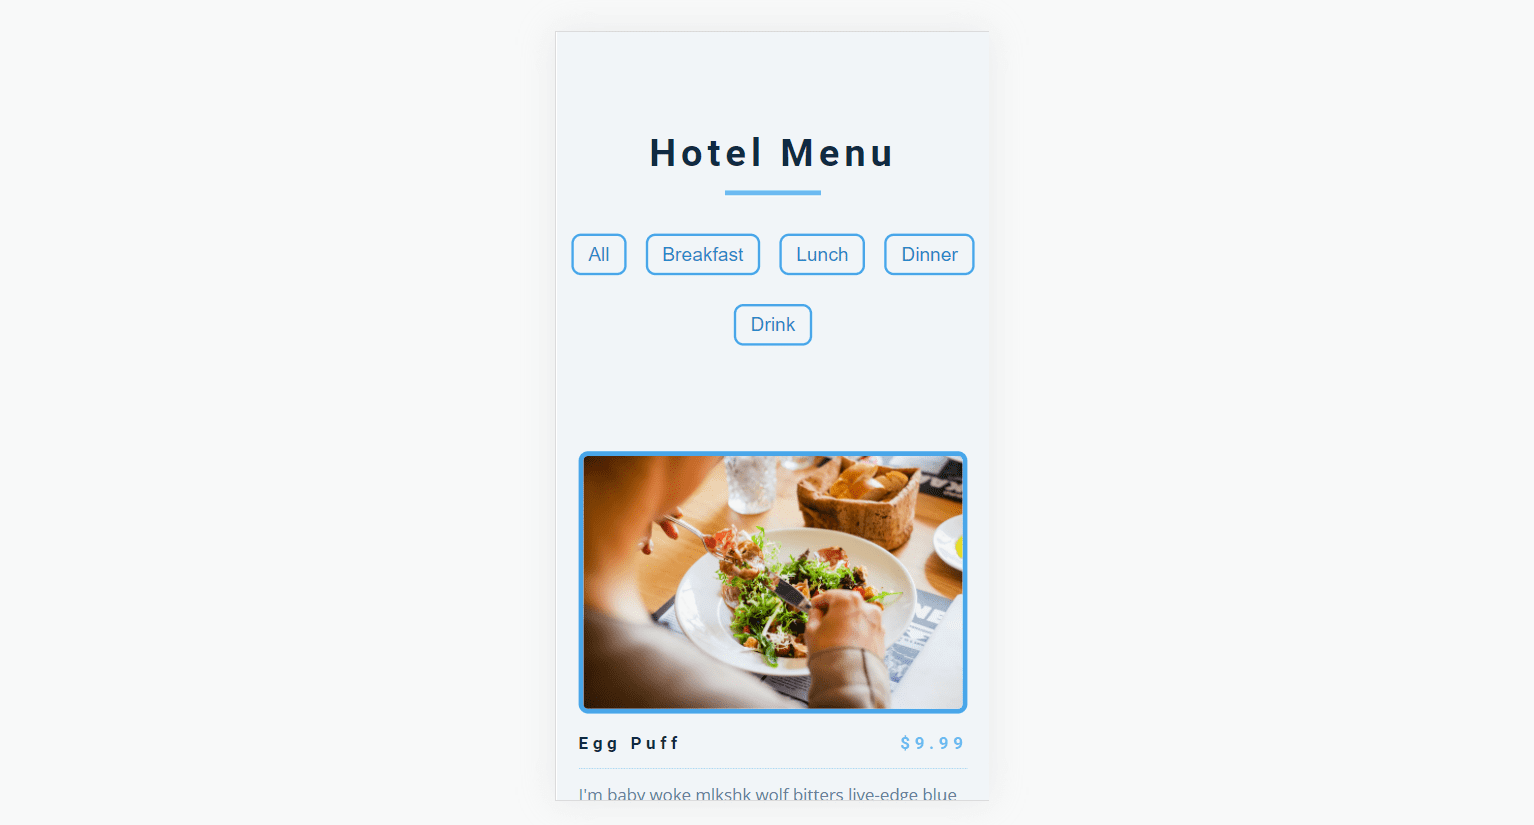 Hotel Menu
All Breakfast Lunch Dinner
Drink
Egg Puff $9.99
I'm baby woke mlkshk wolf bitters live-edge blue